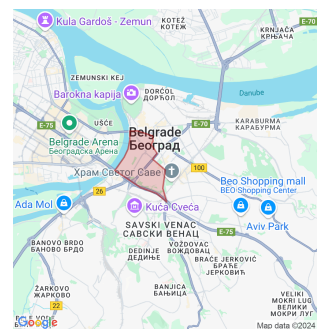 Kula Gardoš - Zemun
КОТЕЖ
КОТЕЖ
KRNJAČA
КРЊАЧА
E-70
ZEMUNSKI KEJ
Barokna kapija
DORĆOL
ДОРЋОЛ
Danube
E-75
UŠĆE
УШЋЕ
KARABURMA
КАРАБУРМА
Belgrade
Београд
Belgrade Arena
Београдска Арена
Храм Светог Саве
100
Beo Shopping mall
BEO Shopping Center
26
Ada Mol
Kuća Cveća
Aviv Park
SAVSKI VENAC
САВСКИ ВЕНАЦ
BANOVO BRDO
БАНОВО БРДО
DEDINJE
ДЕДИЊЕ
VOŽDOVAC
ВОЖДОВАЦ
BRAĆE JERKOVIĆ
БРАЋЕ
ЈЕРКОВИЋ
ŽARKOVO
ЖАРКОВО
BANJICA
БАЊИЦА
E-75
VELIKI
MOKRI LUG
ВЕЛИКИ
МОКРИ ЛУГ
Google
Map data ©2024